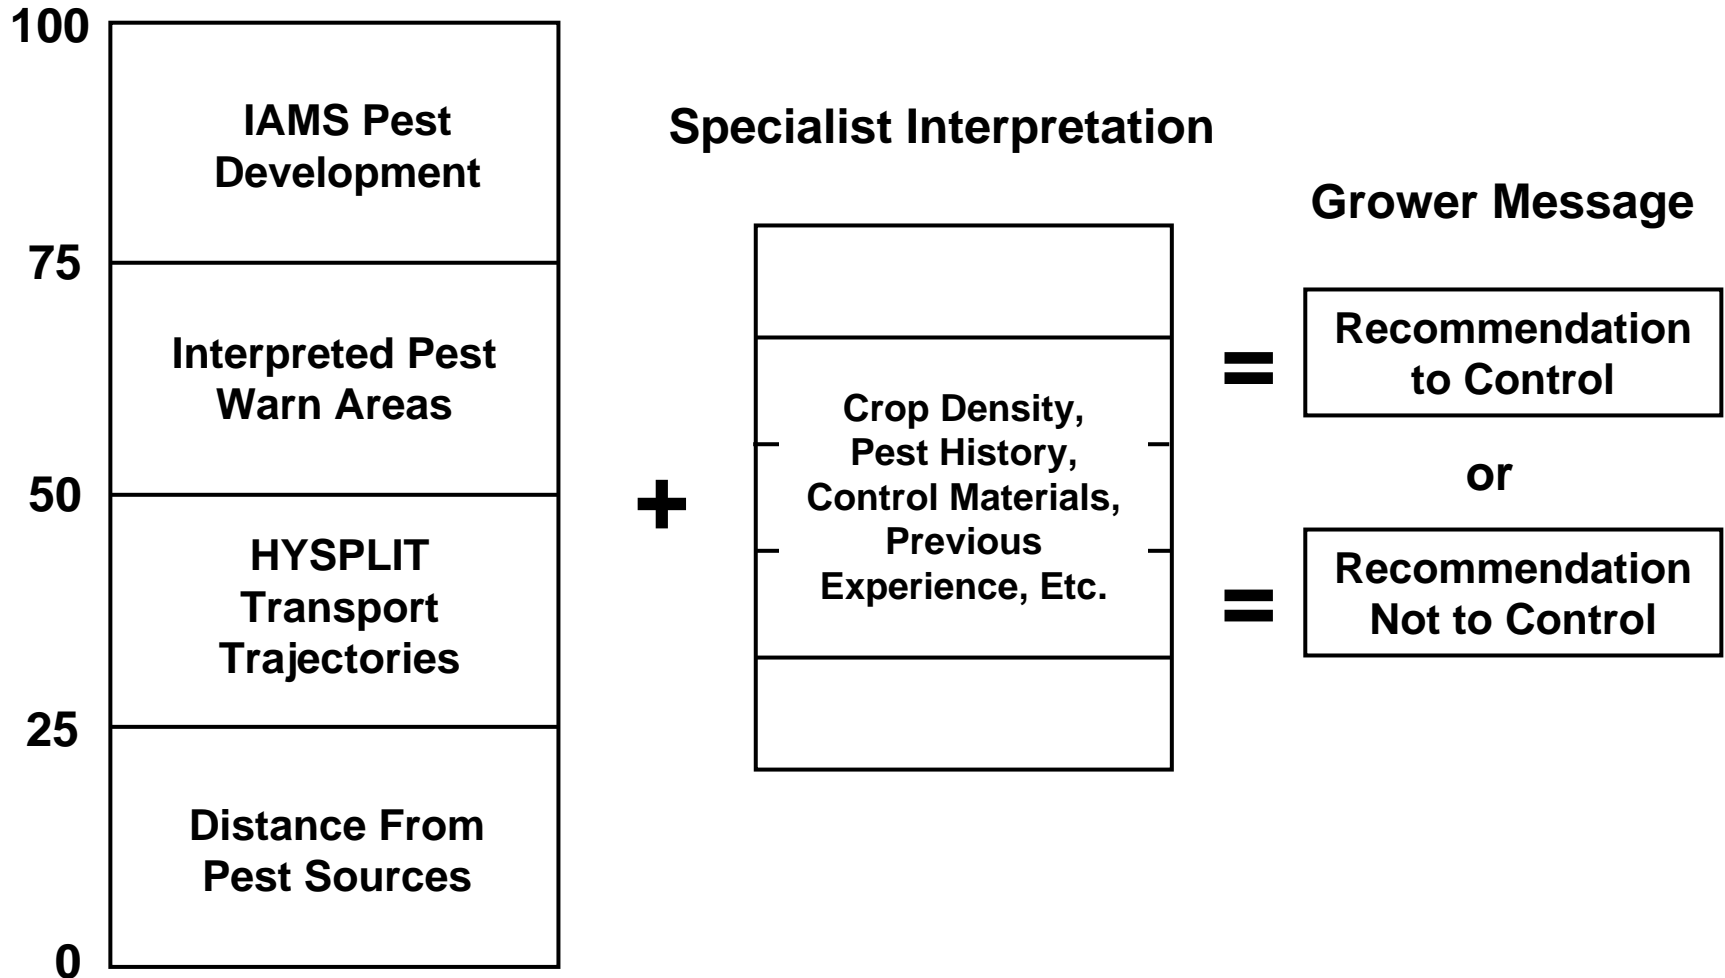 100
IAMS Pest
Development
75
Interpreted Pest
Warn Areas
50
HYSPLIT
Transport
Trajectories
25
Distance From
Pest Sources
0
+
Specialist Interpretation
Crop Density,
Pest History,
Control Materials,
Previous
Experience, Etc.
Grower Message
=
Recommendation
to Control
or
=
Recommendation
Not to Control